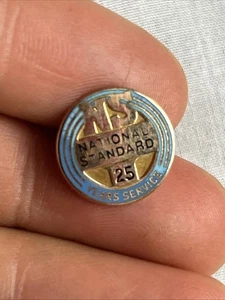 NS
NATIONAL
STANDARD
25
YEARS SERVICE